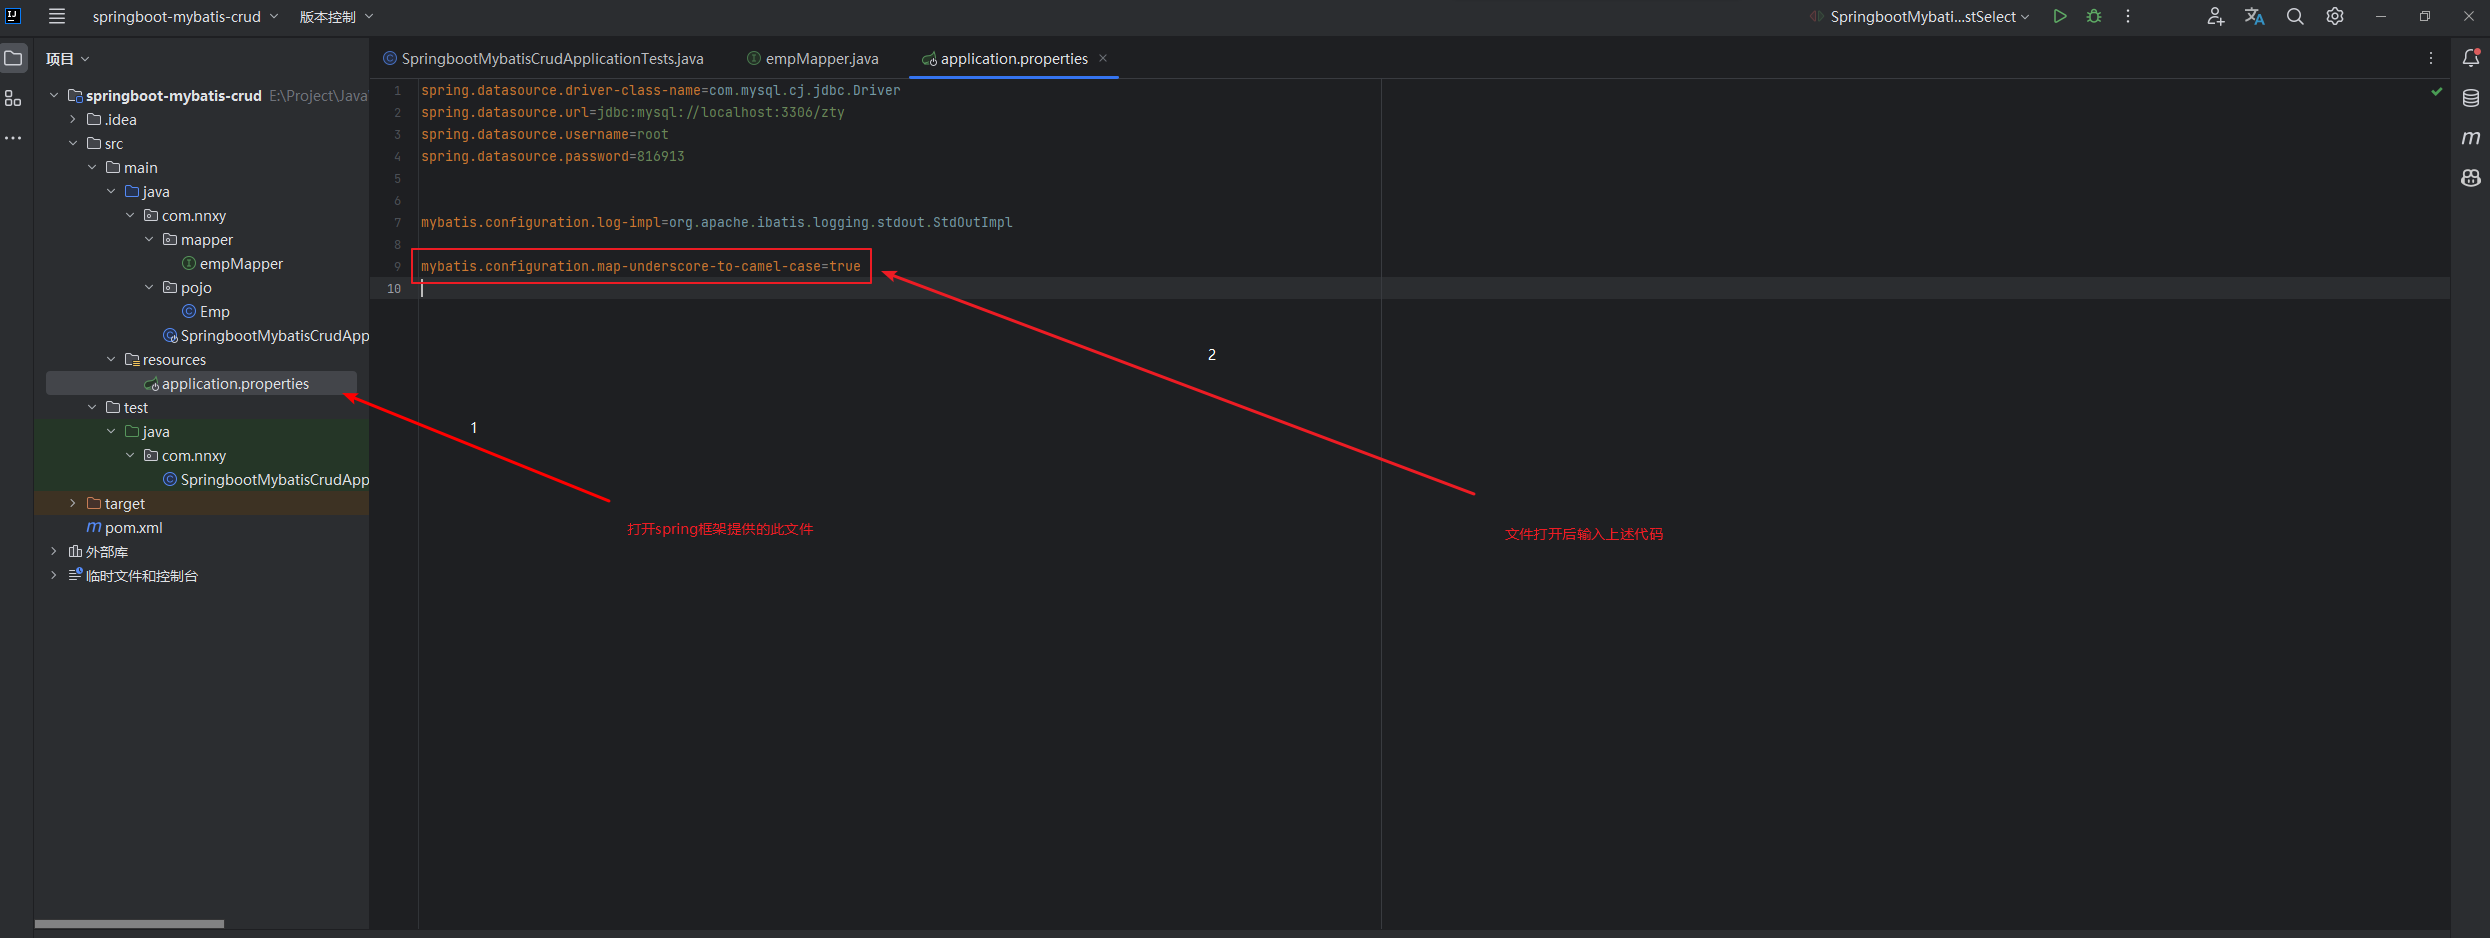 springboot-mybatis-crud
版本控制
SpringbootMybati...stSelect
项目
SpringbootMybatisCrudApplicationTests.java
empMapper.java
application.properties
springboot-mybatis-crud E:\Project\Java
.idea
src
main
java
com.nnxy
mapper
empMapper
pojo
Emp
SpringbootMybatisCrudApp
resources
application.properties
test
java
com.nnxy
SpringbootMybatisCrudApp
target
pom.xml
外部库
临时文件和控制台
1 spring.datasource.driver-class-name=com.mysql.cj.jdbc.Driver
2 spring.datasource.url=jdbc:mysql://localhost:3306/zty
3 spring.datasource.username=root
4 spring.datasource.password=816913
5
6
7 mybatis.configuration.log-impl=org.apache.ibatis.logging.stdout.StdOutImpl
8
9 mybatis.configuration.map-underscore-to-camel-case=true
10
2
1
打开spring框架提供的此文件
文件打开后输入上述代码